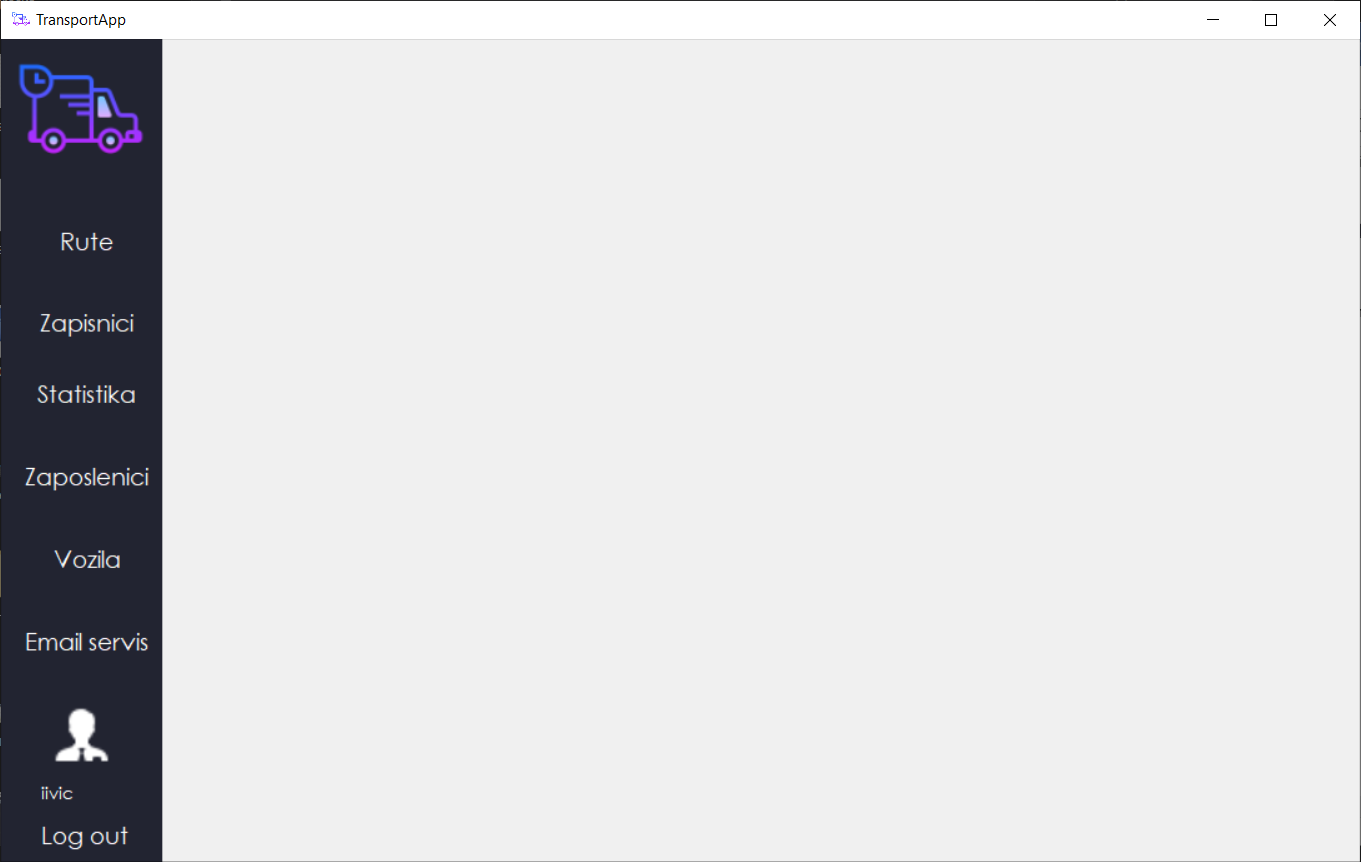 TransportApp
Rute
Zapisnici
Statistika
Zaposlenici
Vozila
Email servis
iivic
Log out